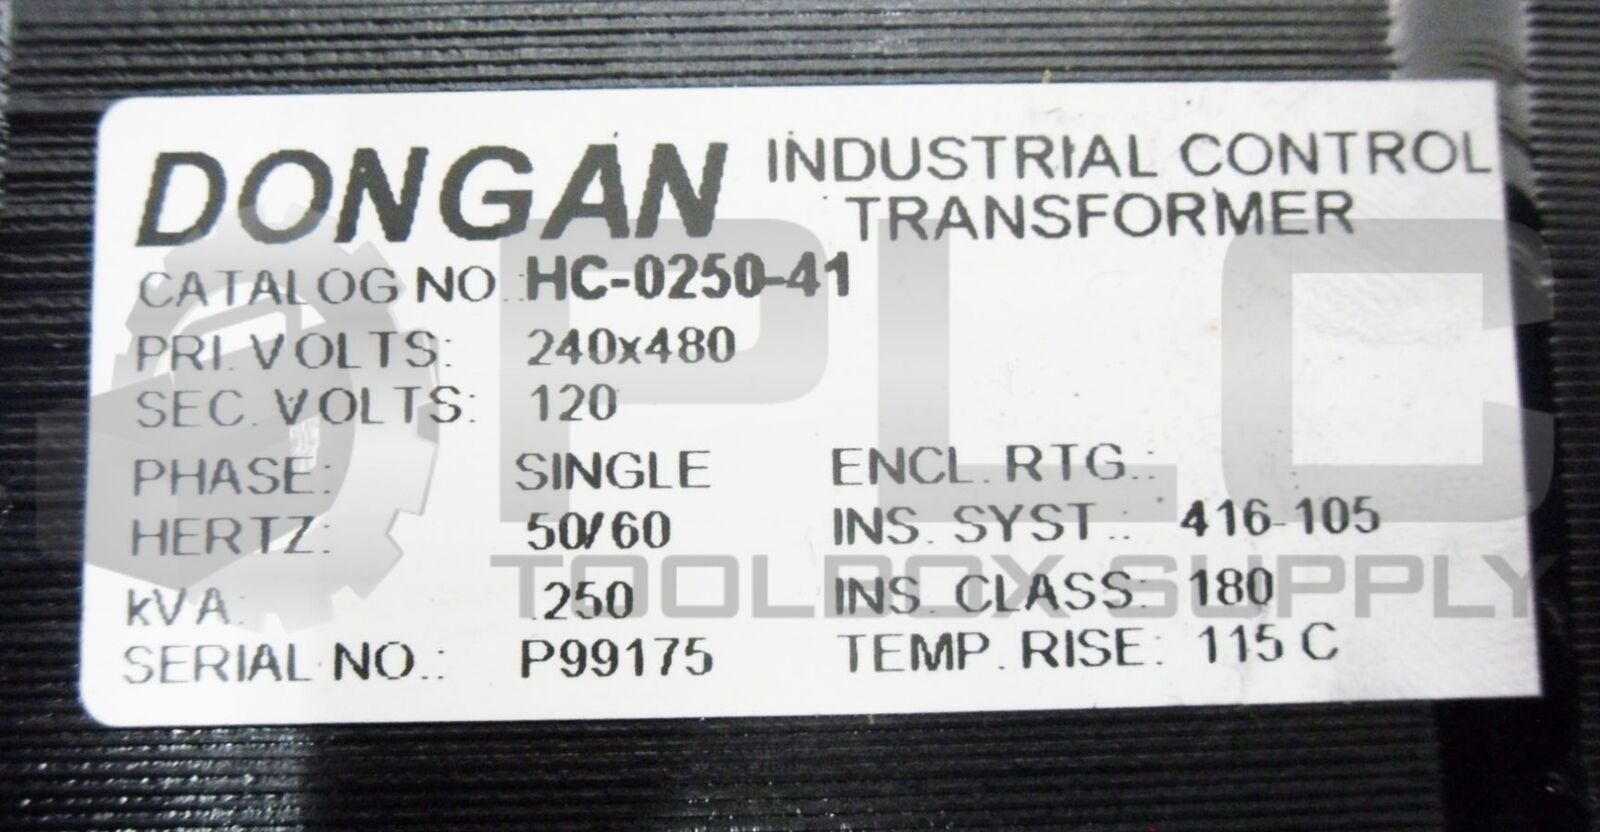 DONGAN INDUSTRIAL CONTROL
TRANSFORMER
CATALOG NO.: HC-0250-41
PRI. VOLTS: 240x480
SEC. VOLTS: 120
PHASE: SINGLE ENCL. RTG.:
HERTZ: 50/60 INS. SYST.: 416-105
kVA: .250 INS. CLASS: 180
SERIAL NO.: P99175 TEMP. RISE: 115 C
PLC
TOOLBOX SUPPLY